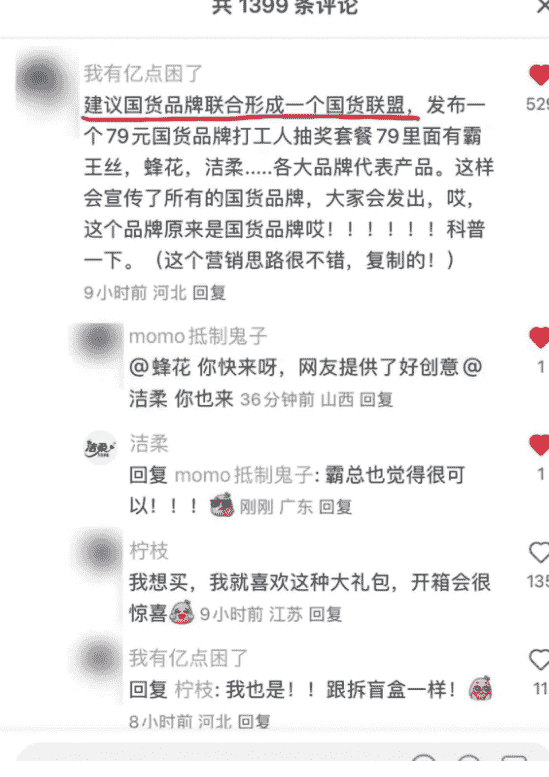 共 1399 条评论
我有亿点困了
建议国货品牌联合形成一个国货联盟，发布一
个79元国货品牌打工人抽奖套餐79里面有霸
王丝，蜂花，洁柔.....各大品牌代表产品。这样
会宣传了所有的国货品牌，大家会发出，哎，
这个品牌原来是国货品牌哎！！！！！！科普
一下。（这个营销思路很不错，复制的！）
529
9小时前 河北 回复
momo抵制鬼子
@蜂花 你快来呀，网友提供了好创意@
洁柔 你也来 36分钟前 山西 回复
1
洁柔
洁柔
回复 momo抵制鬼子: 霸总也觉得很可
以！！！ 刚刚 广东 回复
1
柠枝
我想买，我就喜欢这种大礼包，开箱会很
惊喜 9小时前 江苏 回复
135
我有亿点困了
回复 柠枝: 我也是！！跟拆盲盒一样！
11
8小时前 河北 回复